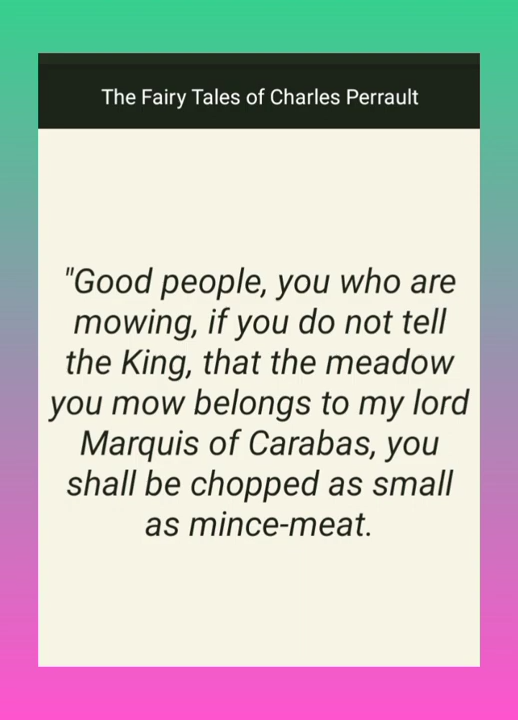 The Fairy Tales of Charles Perrault
"Good people, you who are
mowing, if you do not tell
the King, that the meadow
you mow belongs to my lord
Marquis of Carabas, you
shall be chopped as small
as mince-meat.